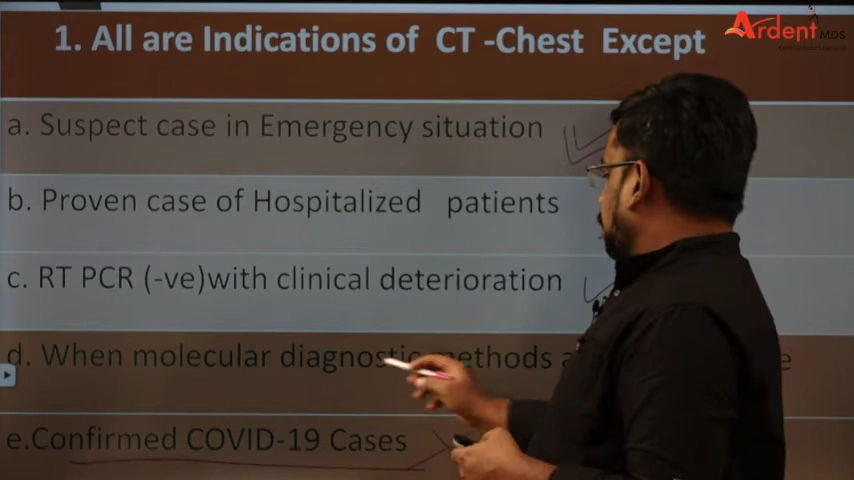 1. All are Indications of CT -Chest Except
Ardent MDS
a. Suspect case in Emergency situation
b. Proven case of Hospitalized patients
c. RT PCR (-ve)with clinical deterioration
d. When molecular diagnostic methods
e.Confirmed COVID-19 Cases